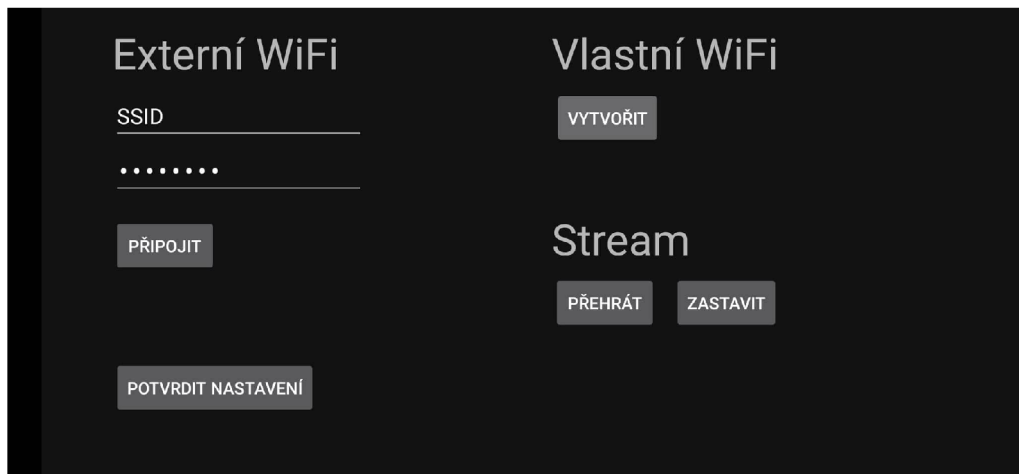 Externí WiFi
SSID
••••••••
PŘIPOJIT
POTVRDIT NASTAVENÍ
Vlastní WiFi
VYTVOŘIT
Stream
PŘEHRÁT
ZASTAVIT